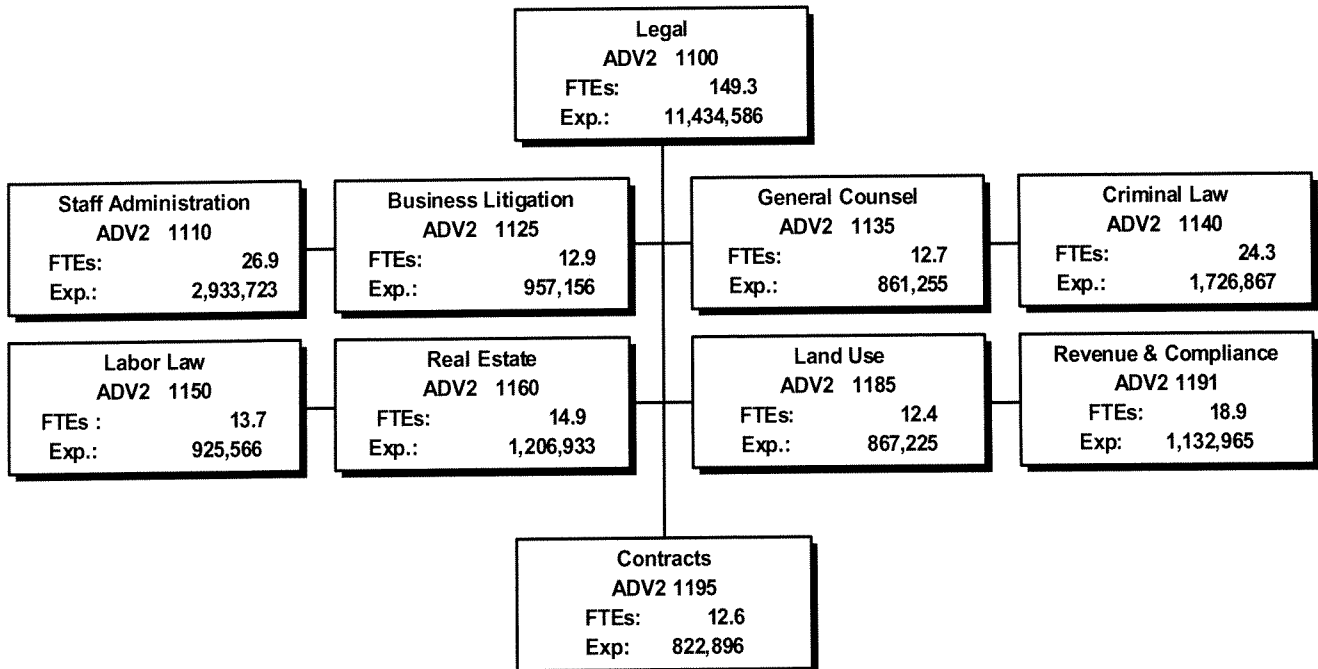 Legal
ADV2 1100
FTEs: 149.3
Exp.: 11,434,586
Staff Administration
ADV2 1110
FTEs: 26.9
Exp.: 2,933,723
Business Litigation
ADV2 1125
FTEs: 12.9
Exp.: 957,156
General Counsel
ADV2 1135
FTEs: 12.7
Exp.: 861,255
Criminal Law
ADV2 1140
FTEs: 24.3
Exp.: 1,726,867
Labor Law
ADV2 1150
FTEs : 13.7
Exp.: 925,566
Real Estate
ADV2 1160
FTEs: 14.9
Exp.: 1,206,933
Land Use
ADV2 1185
FTEs: 12.4
Exp.: 867,225
Revenue & Compliance
ADV2 1191
FTEs: 18.9
Exp: 1,132,965
Contracts
ADV2 1195
FTEs: 12.6
Exp: 822,896